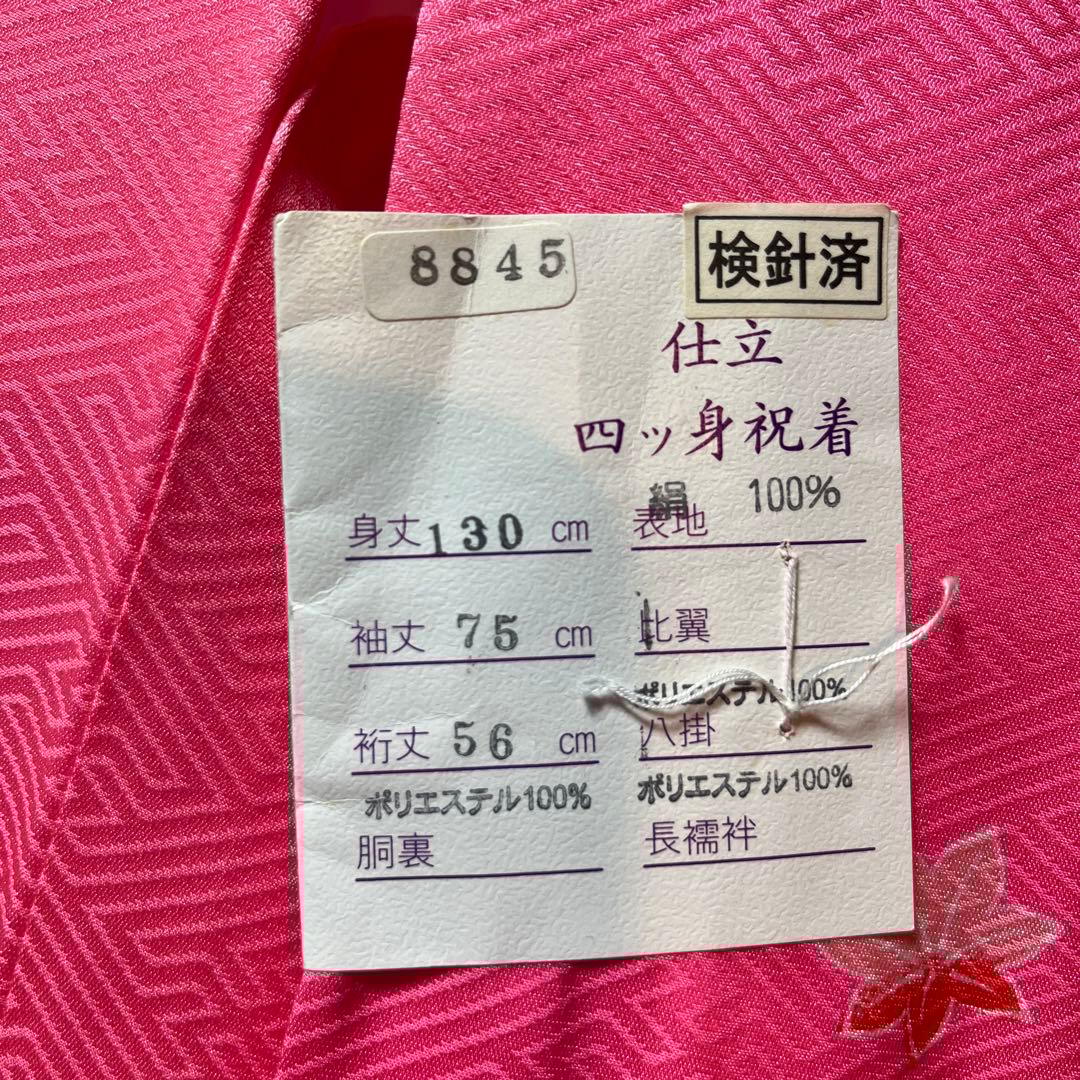 8845
検針済
仕立
四ッ身祝着
絹 100%
身丈 130 cm
表地
袖丈 75 cm
比翼
ポリエステル100%
裄丈 56 cm
八掛
ポリエステル100%
ポリエステル100%
胴裏
長襦袢